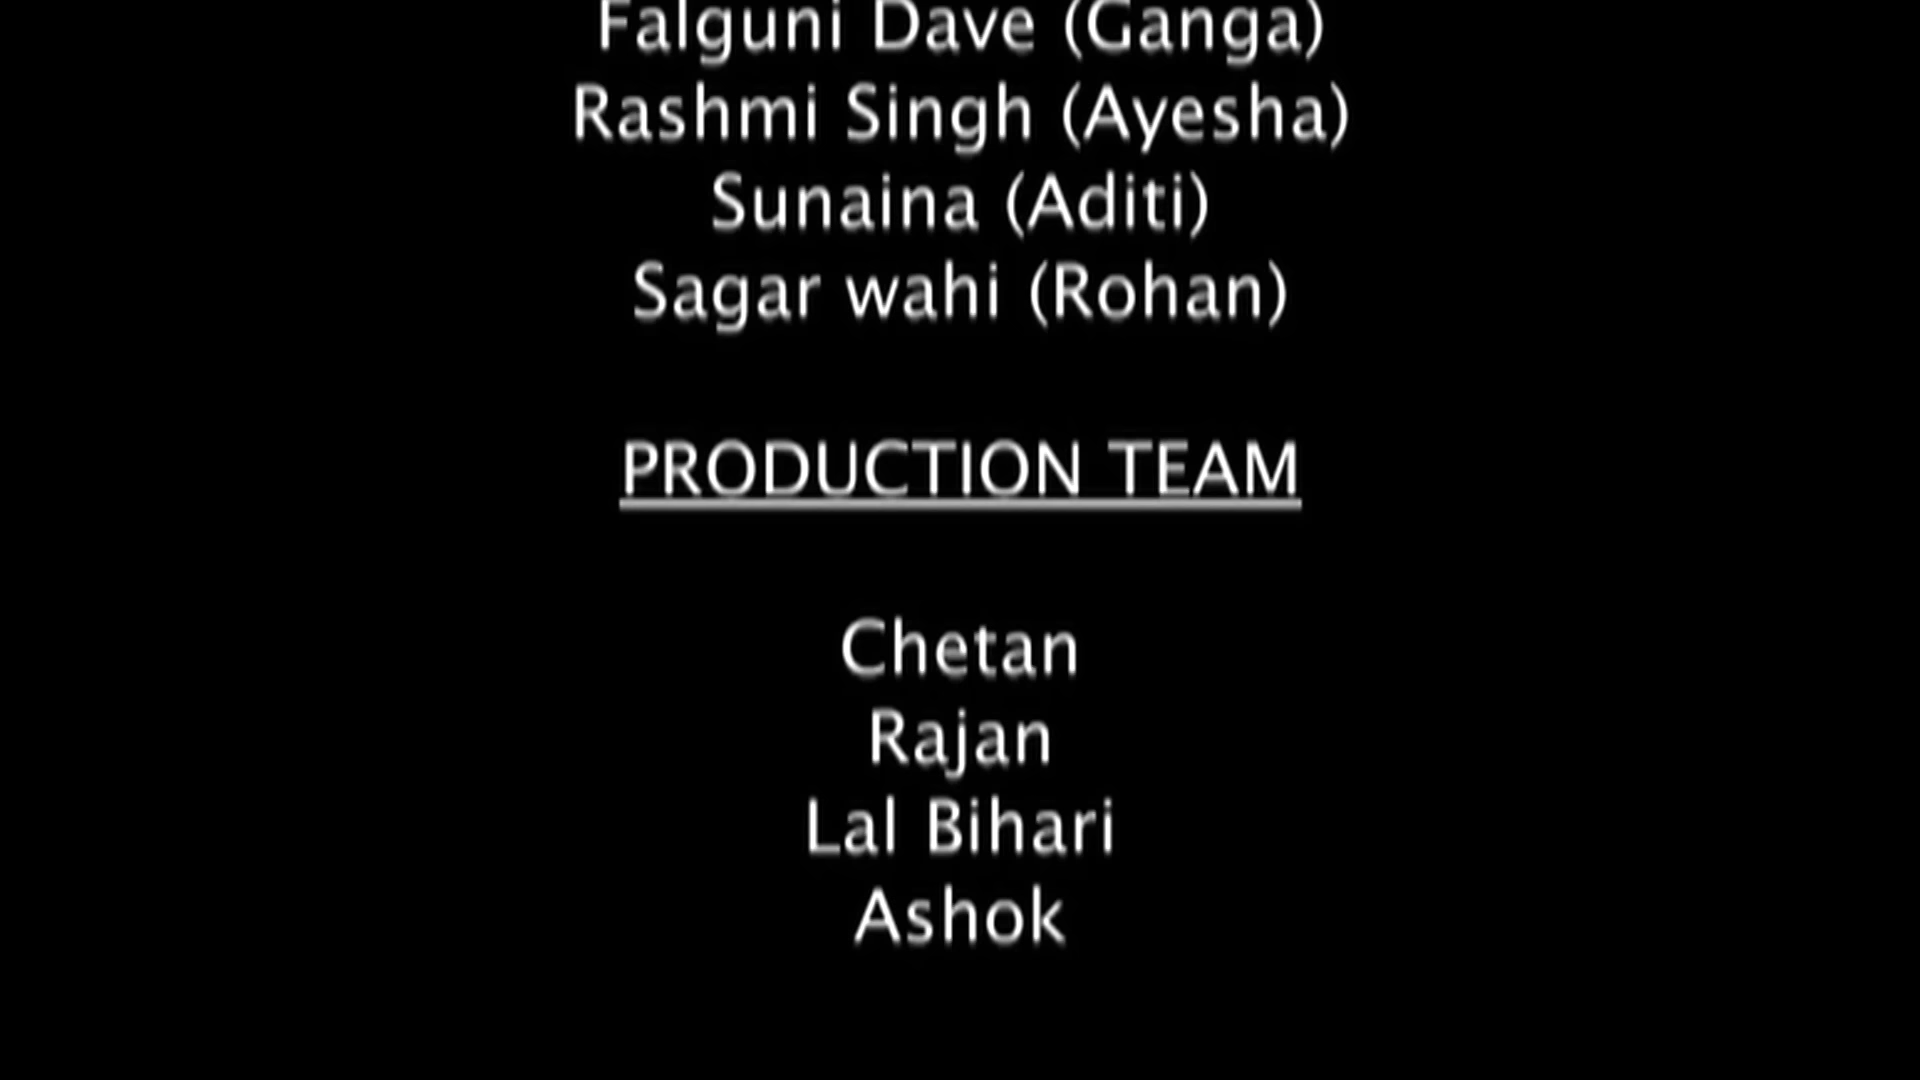 Falguni Dave (Ganga)
Rashmi Singh (Ayesha)
Sunaina (Aditi)
Sagar wahi (Rohan)
PRODUCTION TEAM
Chetan
Rajan
Lal Bihari
Ashok